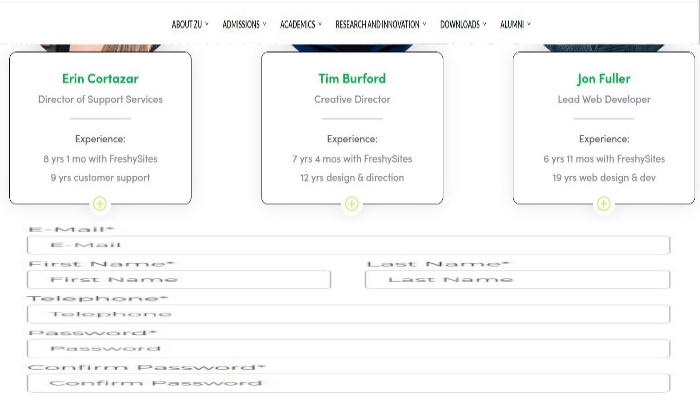 ABOUT ZU ADMISSIONS ACADEMICS RESEARCH AND INNOVATION DOWNLOADS ALUMNI
Erin Cortazar
Director of Support Services
Experience:
8 yrs 1 mo with FreshySites
9 yrs customer support
Tim Burford
Creative Director
Experience:
7 yrs 4 mos with FreshySites
12 yrs design & direction
Jon Fuller
Lead Web Developer
Experience:
6 yrs 11 mos with FreshySites
19 yrs web design & dev
E-Mail*
E-Mail
First Name* Last Name*
First Name Last Name
Telephone*
Telephone
Password*
Password
Confirm Password*
Confirm Password